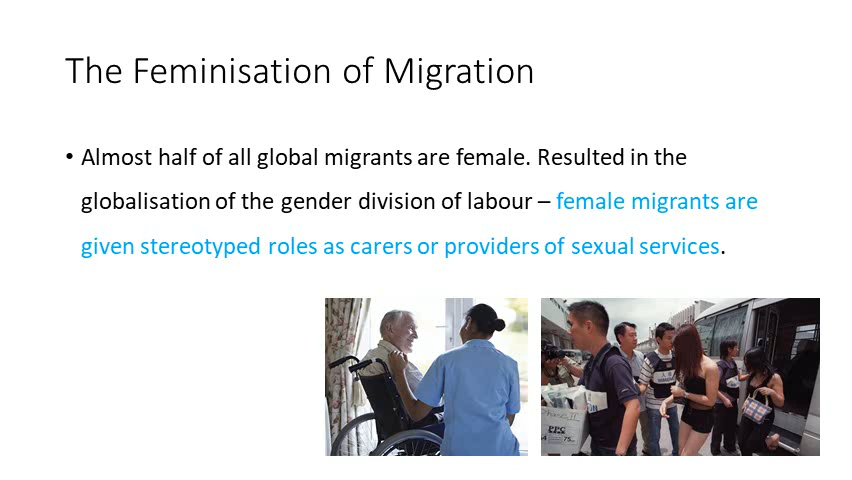 The Feminisation of Migration
• Almost half of all global migrants are female. Resulted in the
globalisation of the gender division of labour – female migrants are
given stereotyped roles as carers or providers of sexual services.
PPC